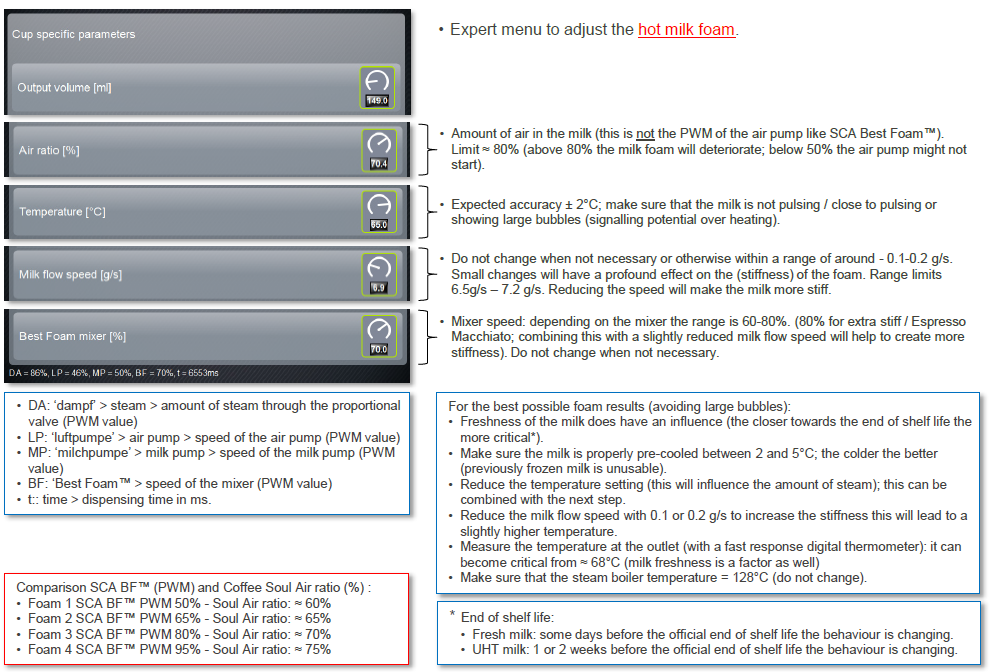 Cup specific parameters
Output volume [ml]
149.0
• Expert menu to adjust the hot milk foam.
Air ratio [%]
70.4
• Amount of air in the milk (this is not the PWM of the air pump like SCA Best Foam™).
Limit ≈ 80% (above 80% the milk foam will deteriorate; below 50% the air pump might not
start).
Temperature [°C]
66.0
• Expected accuracy ± 2°C; make sure that the milk is not pulsing / close to pulsing or
showing large bubbles (signalling potential over heating).
Milk flow speed [g/s]
6.9
• Do not change when not necessary or otherwise within a range of around - 0.1-0.2 g/s.
Small changes will have a profound effect on the (stiffness) of the foam. Range limits
6.5g/s – 7.2 g/s. Reducing the speed will make the milk more stiff.
Best Foam mixer [%]
70.0
• Mixer speed: depending on the mixer the range is 60-80%. (80% for extra stiff / Espresso
Macchiato; combining this with a slightly reduced milk flow speed will help to create more
stiffness). Do not change when not necessary.
DA = 86%, LP = 46%, MP = 50%, BF = 70%, t = 6553ms
• DA: ‘dampf’ > steam > amount of steam through the proportional
valve (PWM value)
• LP: ‘luftpumpe’ > air pump > speed of the air pump (PWM value)
• MP: ‘milchpumpe’ > milk pump > speed of the milk pump (PWM
value)
• BF: ‘Best Foam™ > speed of the mixer (PWM value)
• t:: time > dispensing time in ms.
For the best possible foam results (avoiding large bubbles):
• Freshness of the milk does have an influence (the closer towards the end of shelf life the
more critical*).
• Make sure the milk is properly pre-cooled between 2 and 5°C; the colder the better
(previously frozen milk is unusable).
• Reduce the temperature setting (this will influence the amount of steam); this can be
combined with the next step.
• Reduce the milk flow speed with 0.1 or 0.2 g/s to increase the stiffness this will lead to a
slightly higher temperature.
• Measure the temperature at the outlet (with a fast response digital thermometer): it can
become critical from ≈ 68°C (milk freshness is a factor as well)
• Make sure that the steam boiler temperature = 128°C (do not change).
Comparison SCA BF™ (PWM) and Coffee Soul Air ratio (%) :
• Foam 1 SCA BF™ PWM 50% - Soul Air ratio: ≈ 60%
• Foam 2 SCA BF™ PWM 65% - Soul Air ratio: ≈ 65%
• Foam 3 SCA BF™ PWM 80% - Soul Air ratio: ≈ 70%
• Foam 4 SCA BF™ PWM 95% - Soul Air ratio: ≈ 75%
* End of shelf life:
• Fresh milk: some days before the official end of shelf life the behaviour is changing.
• UHT milk: 1 or 2 weeks before the official end of shelf life the behaviour is changing.